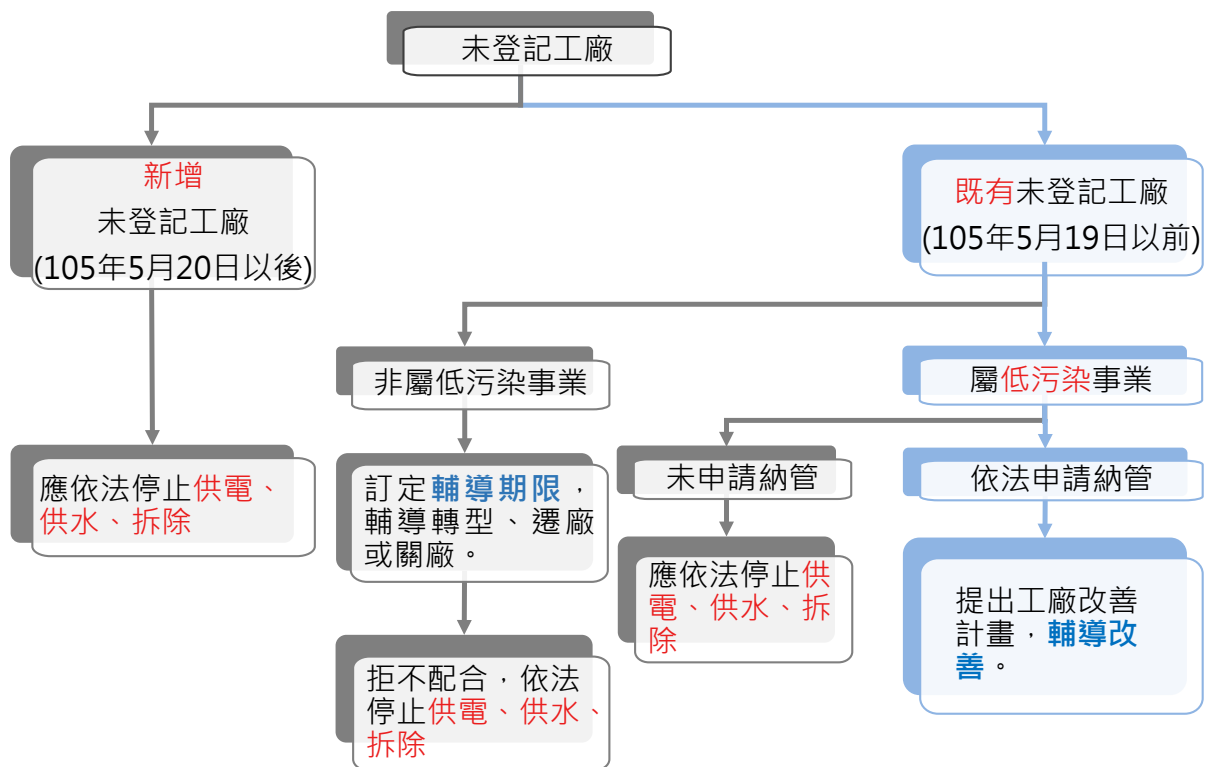 未登記工廠
新增
未登記工廠
(105年5月20日以後)
既有未登記工廠
(105年5月19日以前)
非屬低污染事業
屬低污染事業
應依法停止供電、
供水、拆除
訂定輔導期限，
輔導轉型、遷廠
或關廠。
未申請納管
依法申請納管
拒不配合，依法
停止供電、供水、
拆除
應依法停止供
電、供水、拆
除
提出工廠改善
計畫，輔導改
善。